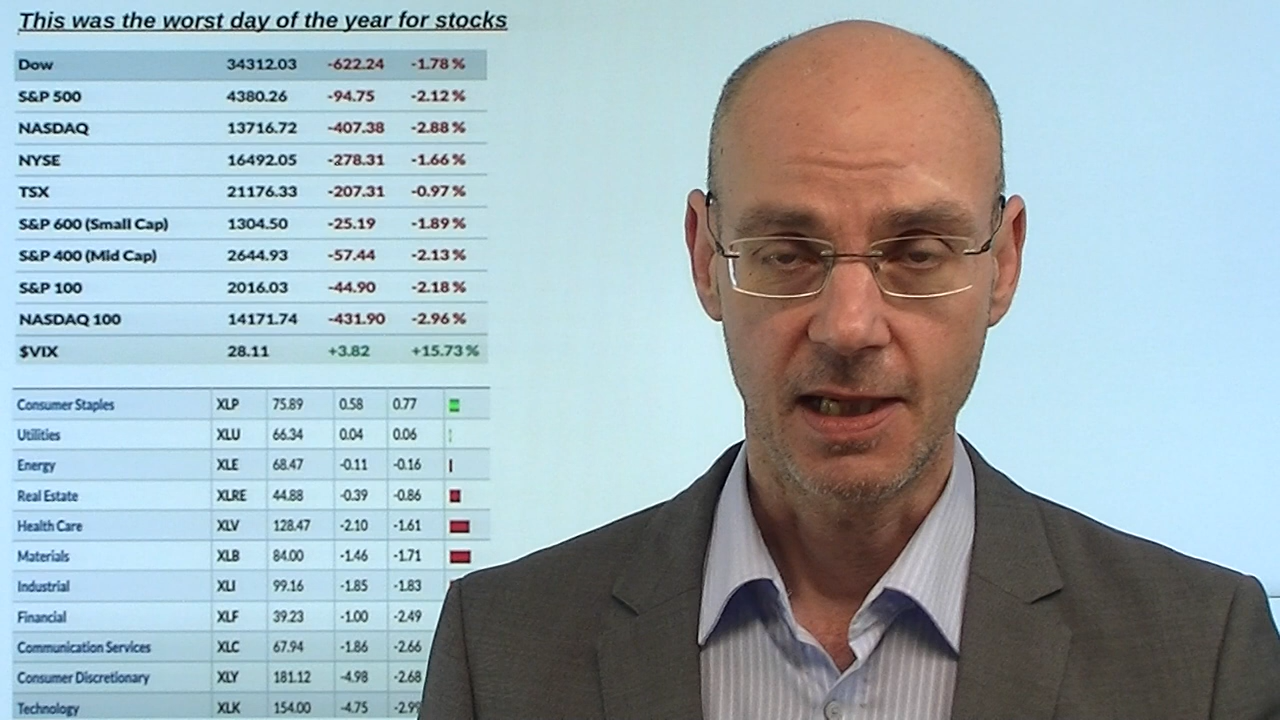 This was the worst day of the year for stocks
Dow 34312.03 -622.24 -1.78 %
S&P 500 4380.26 -94.75 -2.12 %
NASDAQ 13716.72 -407.38 -2.88 %
NYSE 16492.05 -278.31 -1.66 %
TSX 21176.33 -207.31 -0.97 %
S&P 600 (Small Cap) 1304.50 -25.19 -1.89 %
S&P 400 (Mid Cap) 2644.93 -57.44 -2.13 %
S&P 100 2016.03 -44.90 -2.18 %
NASDAQ 100 14171.74 -431.90 -2.96 %
$VIX 28.11 +3.82 +15.73 %
Consumer Staples XLP 75.89 0.58 0.77
Utilities XLU 66.34 0.04 0.06
Energy XLE 68.47 -0.11 -0.16
Real Estate XLRE 44.88 -0.39 -0.86
Health Care XLV 128.47 -2.10 -1.61
Materials XLB 84.00 -1.46 -1.71
Industrial XLI 99.16 -1.85 -1.83
Financial XLF 39.23 -1.00 -2.49
Communication Services XLC 67.94 -1.86 -2.66
Consumer Discretionary XLY 181.12 -4.98 -2.68
Technology XLK 154.00 -4.75 -2.99